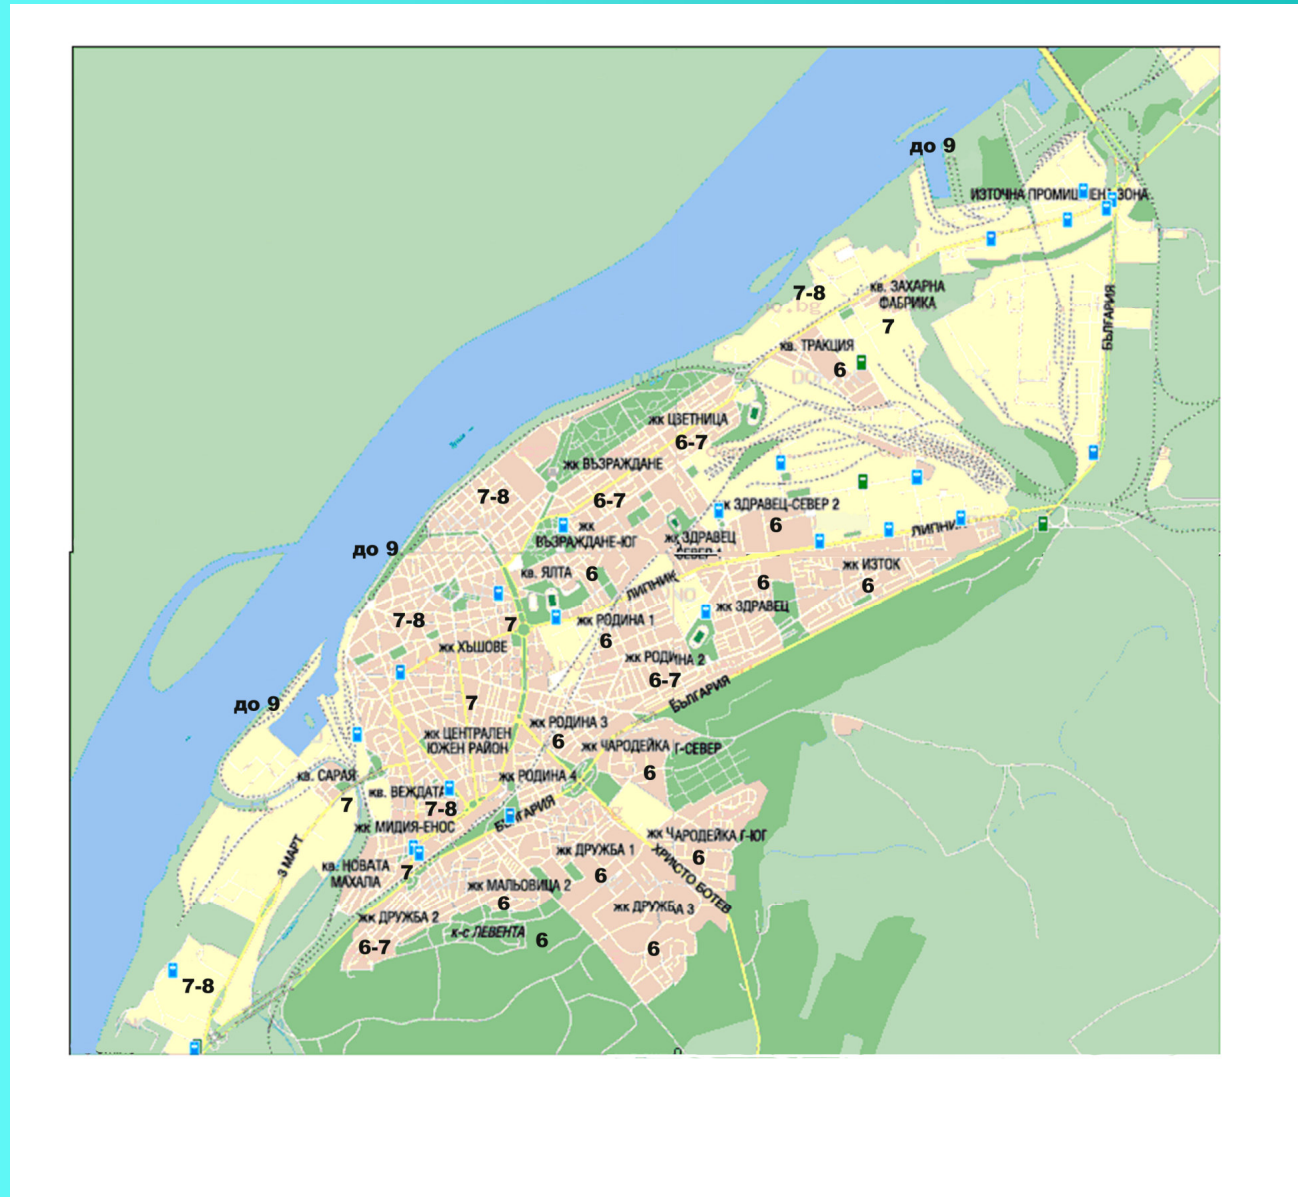 до 9
ИЗТОЧНА ПРОМИШЛЕНА ЗОНА
7-8
кв. ЗАХАРНА
ФАБРИКА
7
БЪЛГАРИЯ
кв. ТРАКЦИЯ
6
жк ЦВЕТНИЦА
6-7
жк ВЪЗРАЖДАНЕ
6-7
7-8
жк ЗДРАВЕЦ-СЕВЕР 2
6
жк
ВЪЗРАЖДАНЕ-ЮГ
жк ЗДРАВЕЦ
СЕВЕР 1
ЛИПНИК
до 9
кв. ЯЛТА
6
ЛИПНИК
6
жк ИЗТОК
6
жк ЗДРАВЕЦ
7-8
7
жк РОДИНА 1
6
жк ХЪШОВЕ
жк РОДИНА 2
6-7
БЪЛГАРИЯ
до 9
7
жк РОДИНА 3
6
жк ЦЕНТРАЛЕН
ЮЖЕН РАЙОН
жк ЧАРОДЕЙКА Г-СЕВЕР
6
кв. САРАЯ
7
жк РОДИНА 4
кв. ВЕЖДАТА
7-8
БЪЛГАРИЯ
жк МИДИЯ-ЕНОС
жк ЧАРОДЕЙКА Г-ЮГ
6
3 МАРТ
жк ДРУЖБА 1
6
ХРИСТО БОТЕВ
кв. НОВАТА
МАХАЛА
7
жк МАЛЬОВИЦА 2
6
жк ДРУЖБА 3
6
жк ДРУЖБА 2
6-7
к-с ЛЕВЕНТА
6
7-8